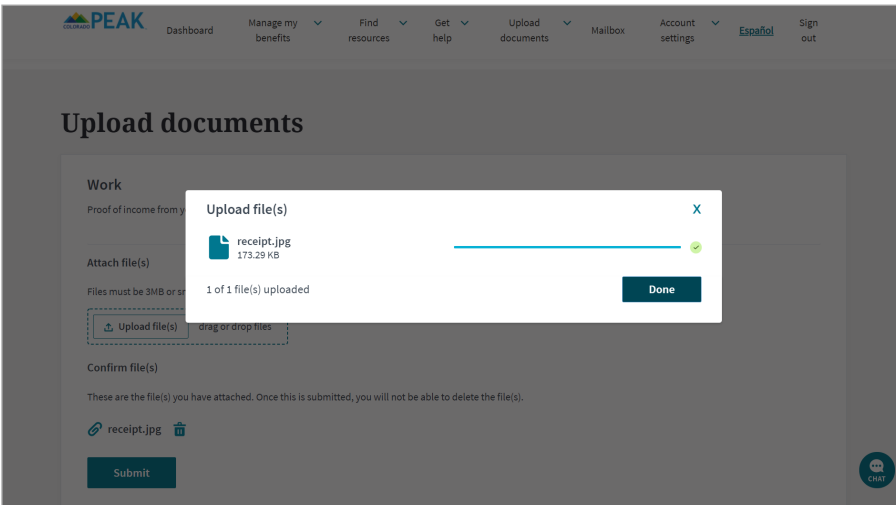 COLORADO PEAK
Dashboard
Manage my
benefits
Find
resources
Get
help
Upload
documents
Mailbox
Account
settings
Español
Sign
out
Upload documents
Work
Proof of income from y
Upload file(s)
X
receipt.jpg
173.29 KB
1 of 1 file(s) uploaded
Done
Attach file(s)
Files must be 3MB or
Upload file(s)
drag or drop files
Confirm file(s)
These are the file(s) you have attached. Once this is submitted, you will not be able to delete the file(s).
receipt.jpg
Submit
CHAT